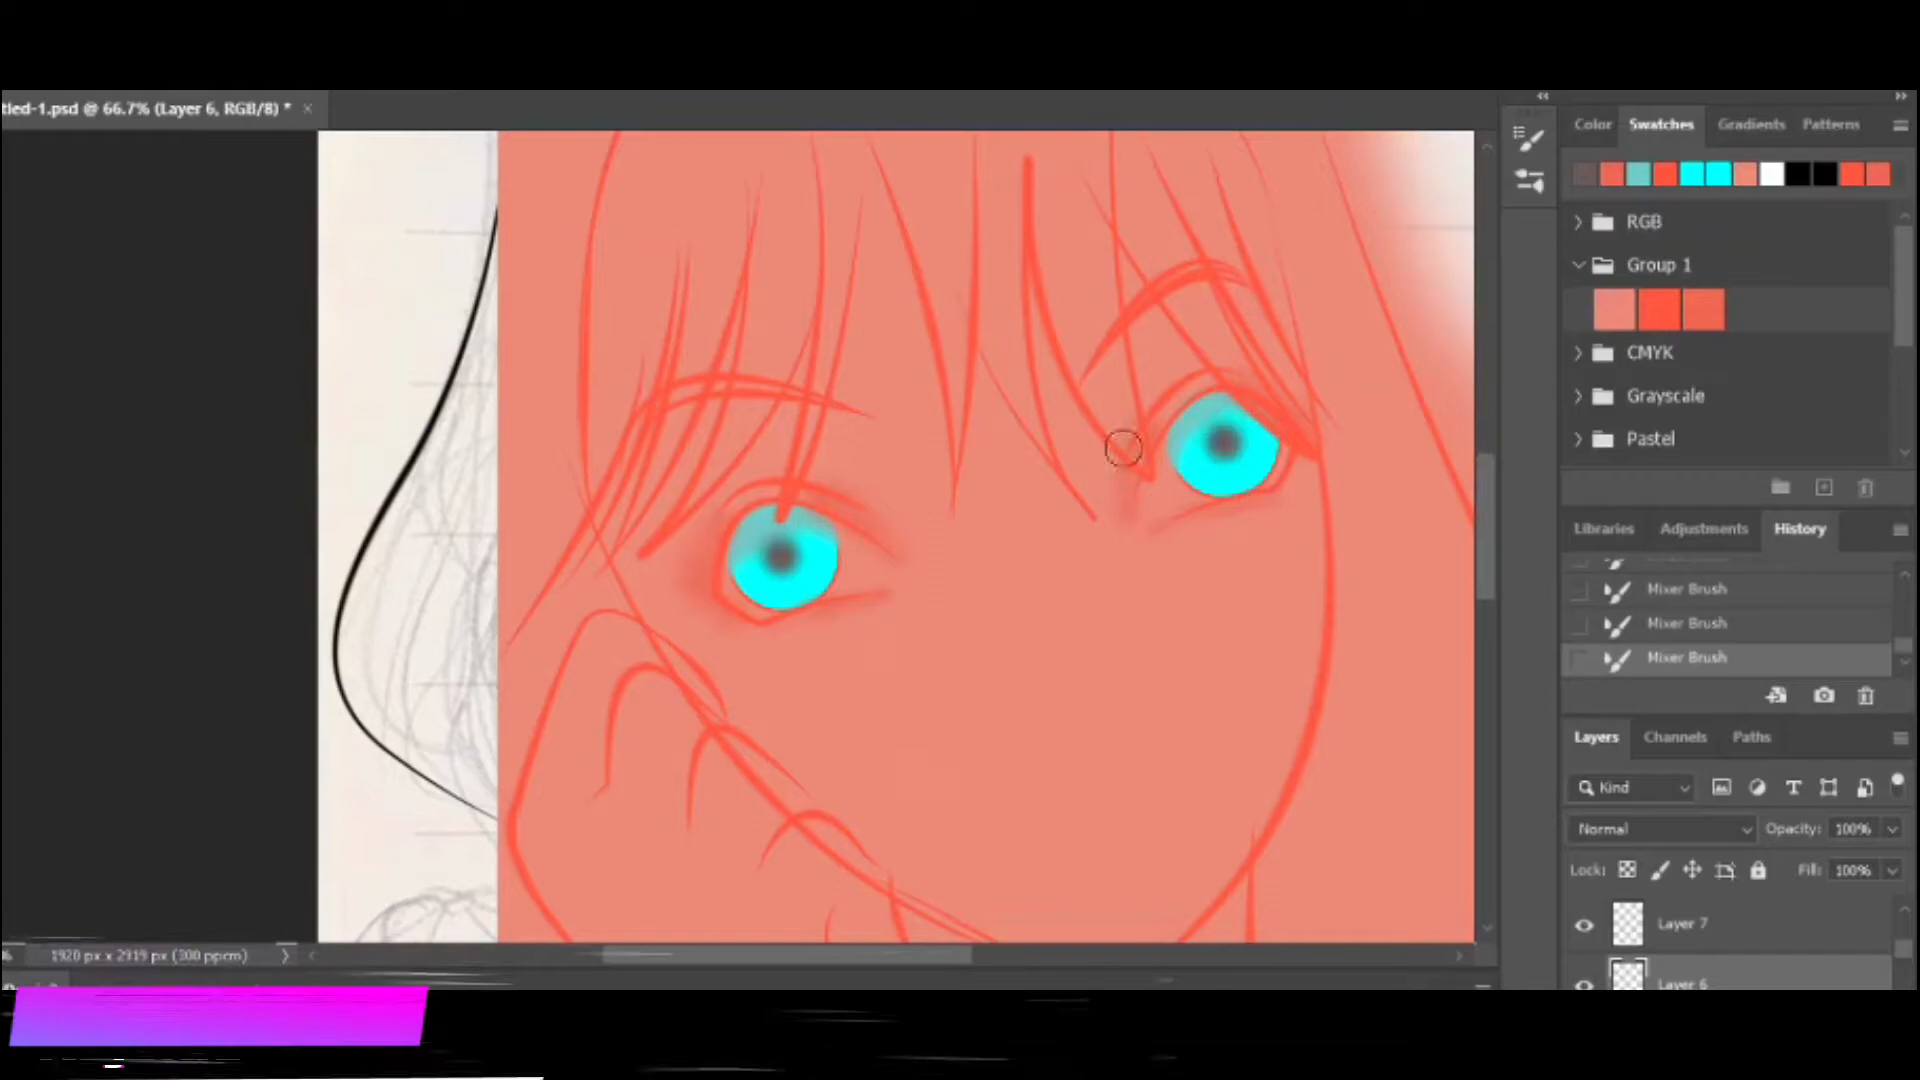 tled-1.psd @ 66.7% (Layer 6, RGB/8) * ×
Color Swatches Gradients Patterns
RGB
Group 1
CMYK
Grayscale
Pastel
Libraries Adjustments History
Mixer Brush
Mixer Brush
Mixer Brush
Layers Channels Paths
Kind
Normal Opacity: 100%
Lock: Fill: 100%
Layer 7
Layer 6
% 1920 px x 2919 px (300 ppcm)